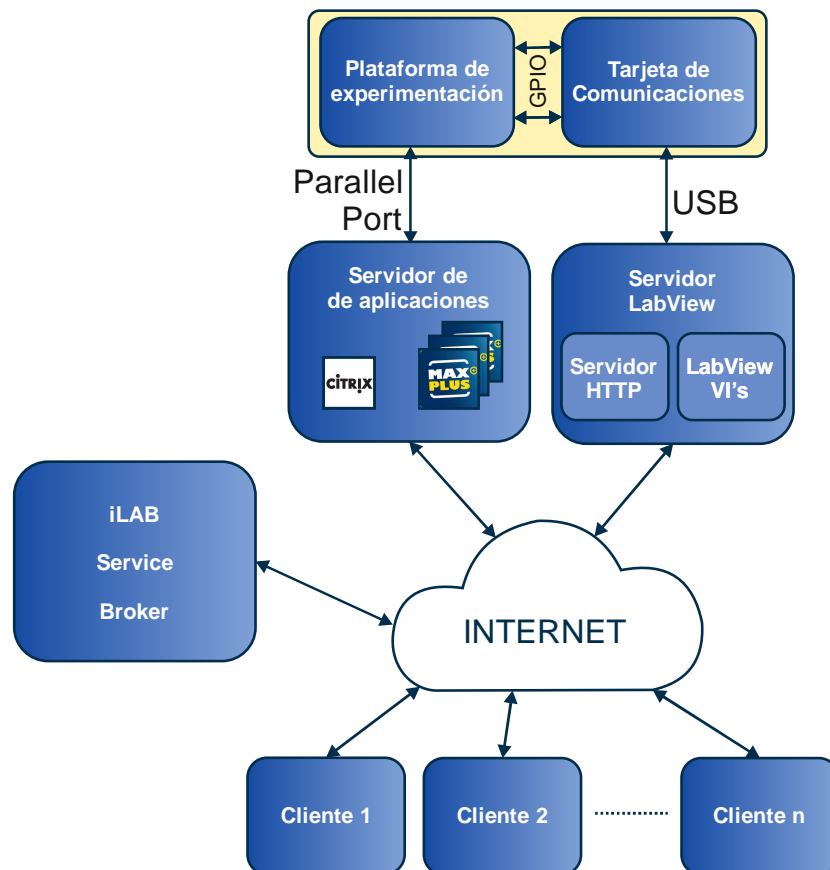 Plataforma de
experimentación
GPIO
Tarjeta de
Comunicaciones
Parallel
Port
USB
Servidor de
de aplicaciones
CITRIX
MAX
PLUS
Servidor
LabView
Servidor
HTTP
LabView
VI's
iLAB
Service
Broker
INTERNET
Cliente 1
Cliente 2
Cliente n